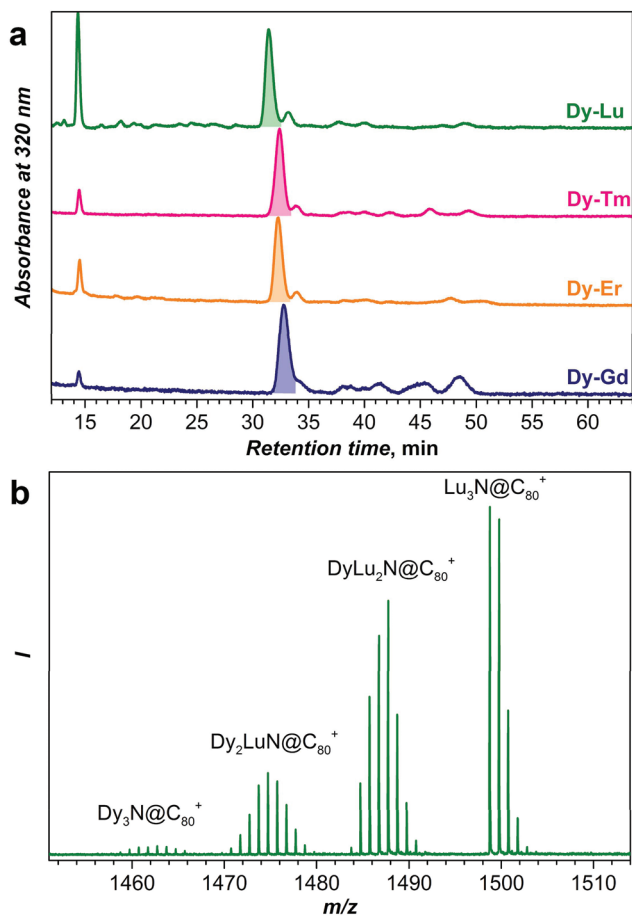 a
Absorbance at 320 nm
Dy-Lu
Dy-Tm
Dy-Er
Dy-Gd
15 20 25 30 35 40 45 50 55 60
Retention time, min
b
I
Lu₃N@C₈₀⁺
DyLu₂N@C₈₀⁺
Dy₂LuN@C₈₀⁺
Dy₃N@C₈₀⁺
1460 1470 1480 1490 1500 1510
m/z